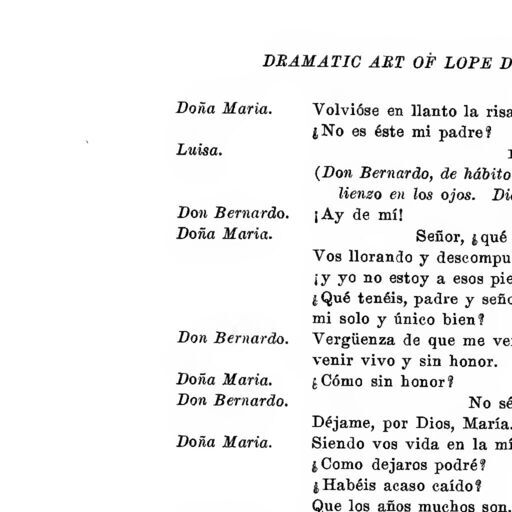 DRAMATIC ART OF LOPE
Doña Maria. Volvióse en llanto la risa
¿No es éste mi padre?
Luisa.
(Don Bernardo, de hábito
lienzo en los ojos.
Don Bernardo. ¡Ay de mí!
Doña Maria. Señor, ¿qué
Vos llorando y descompu
¡y yo no estoy a esos pie
¿Qué tenéis, padre y seño
mi solo y único bien?
Don Bernardo. Vergüenza de que me ve
venir vivo y sin honor.
Doña Maria. ¿Cómo sin honor?
Don Bernardo. No sé
Déjame, por Dios, María.
Doña Maria. Siendo vos vida en la mí
¿Como dejaros podré?
¿Habéis acaso caído?
Que los años muchos son.